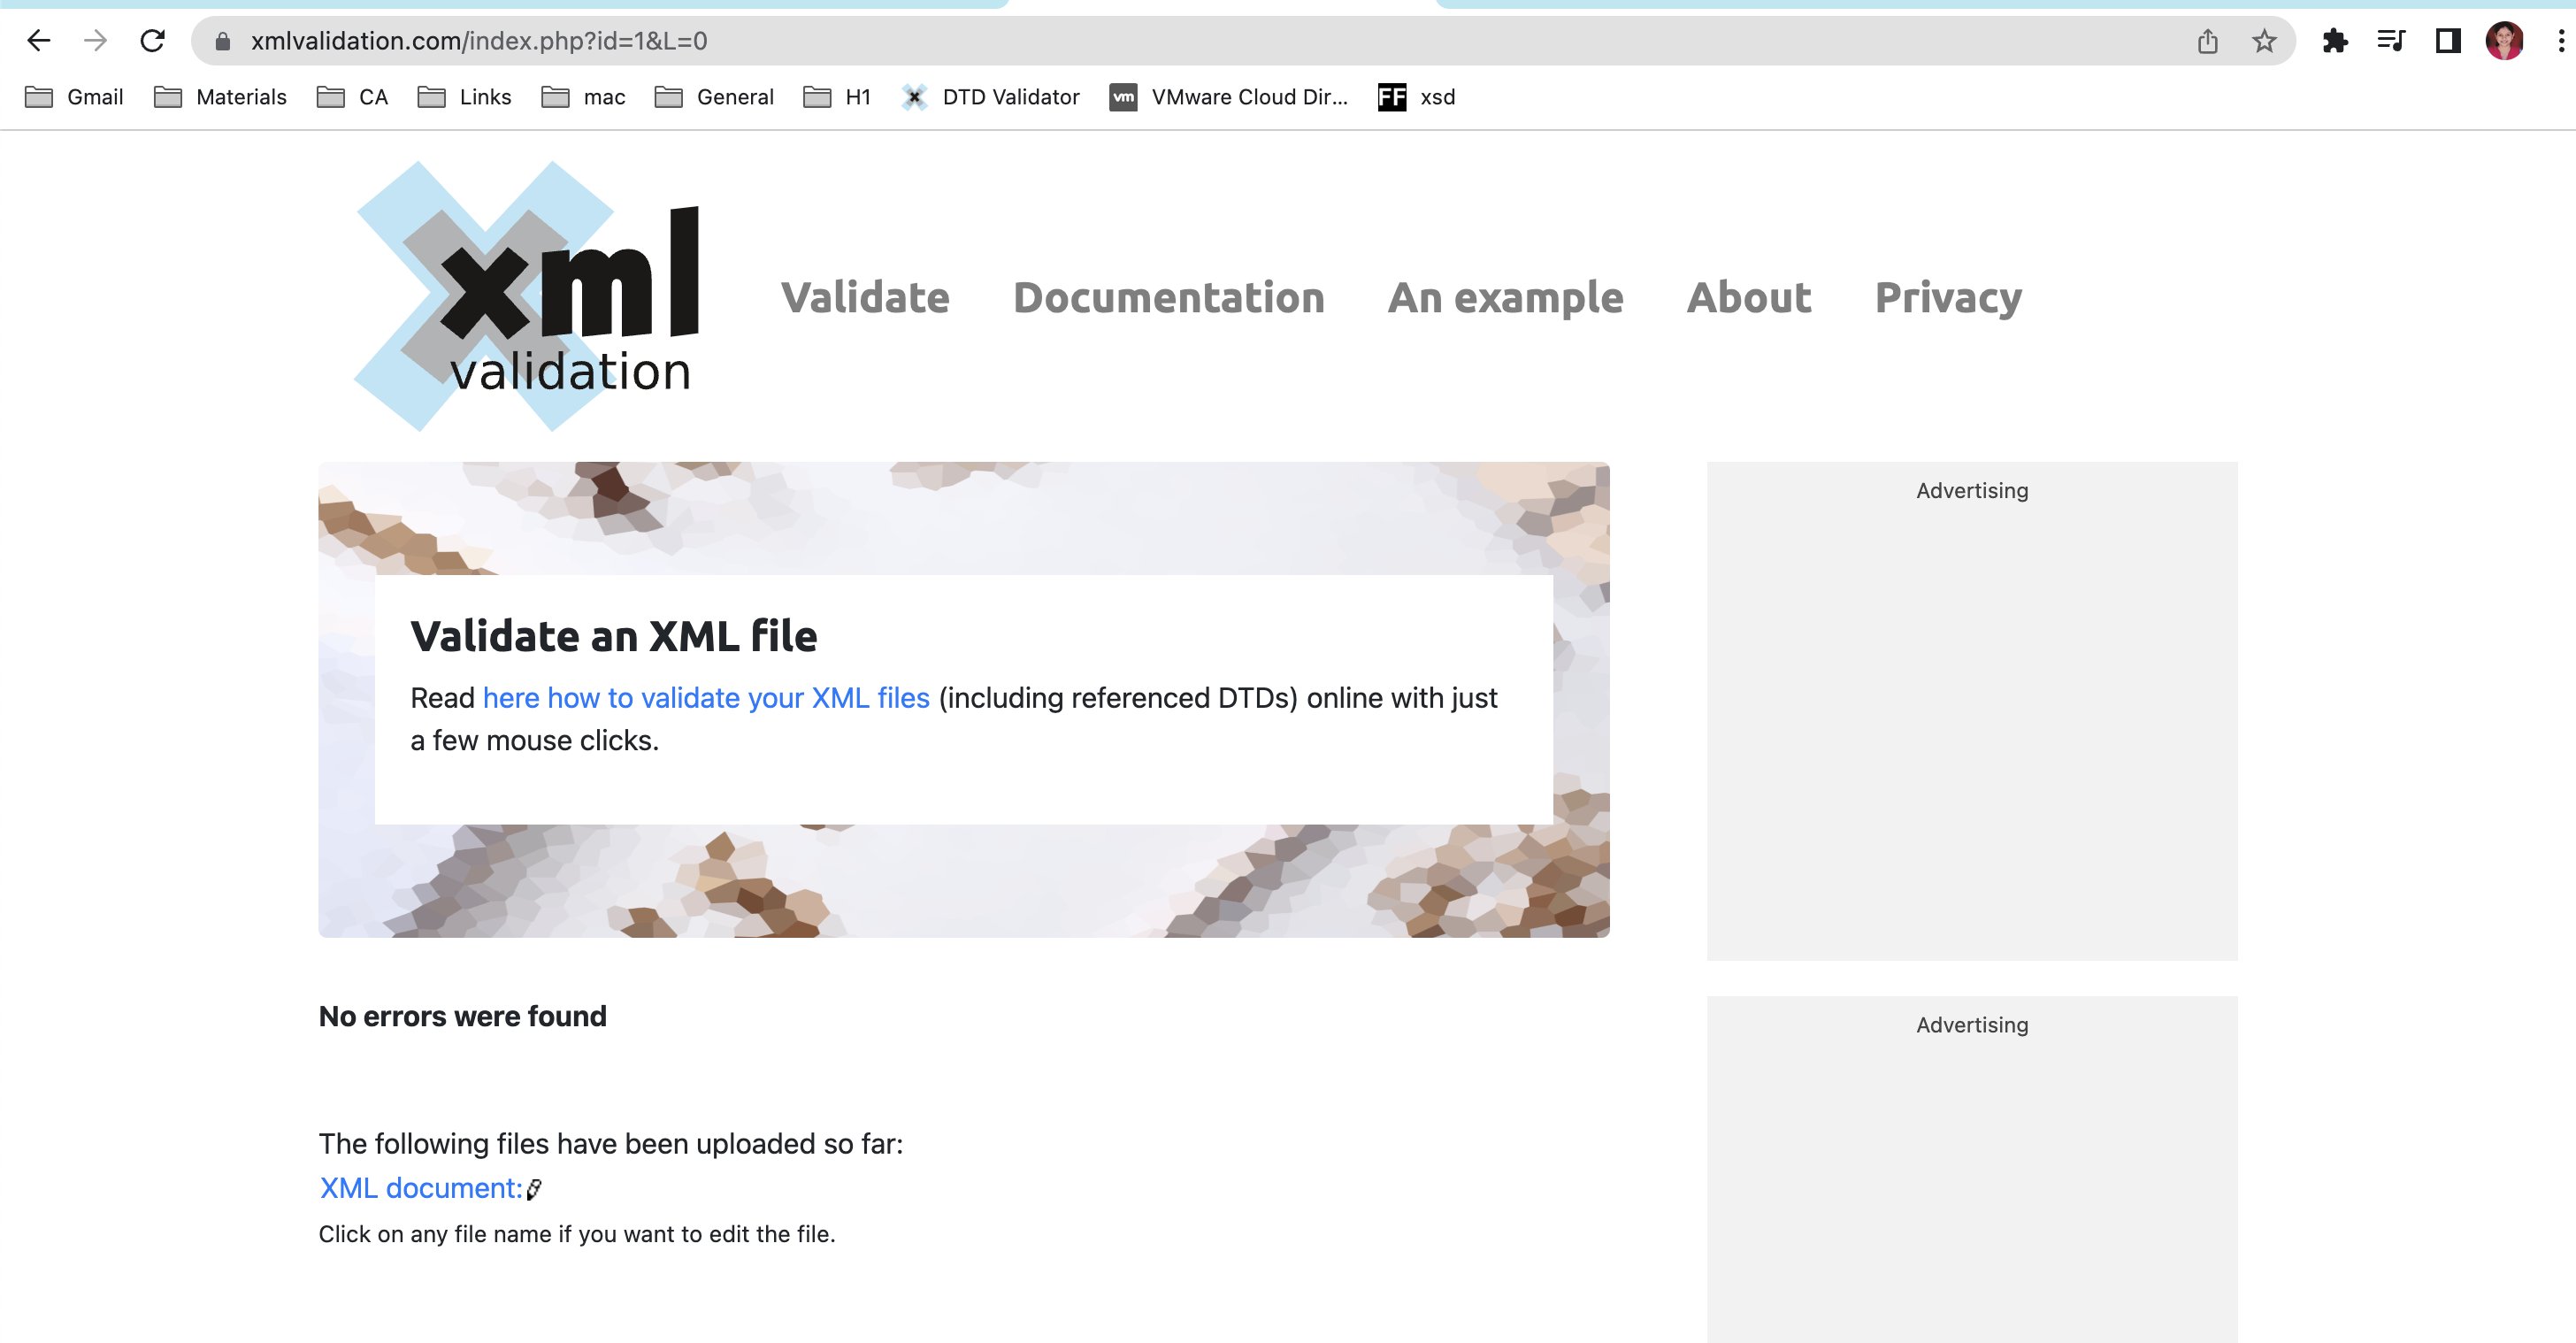 xmlvalidation.com/index.php?id=1&L=0
Gmail Materials CA Links mac General H1 DTD Validator vm VMware Cloud Dir... FF xsd
xml
validation
Validate Documentation An example About Privacy
Advertising
Validate an XML file
Read here how to validate your XML files (including referenced DTDs) online with just
a few mouse clicks.
No errors were found
Advertising
The following files have been uploaded so far:
XML document:
Click on any file name if you want to edit the file.